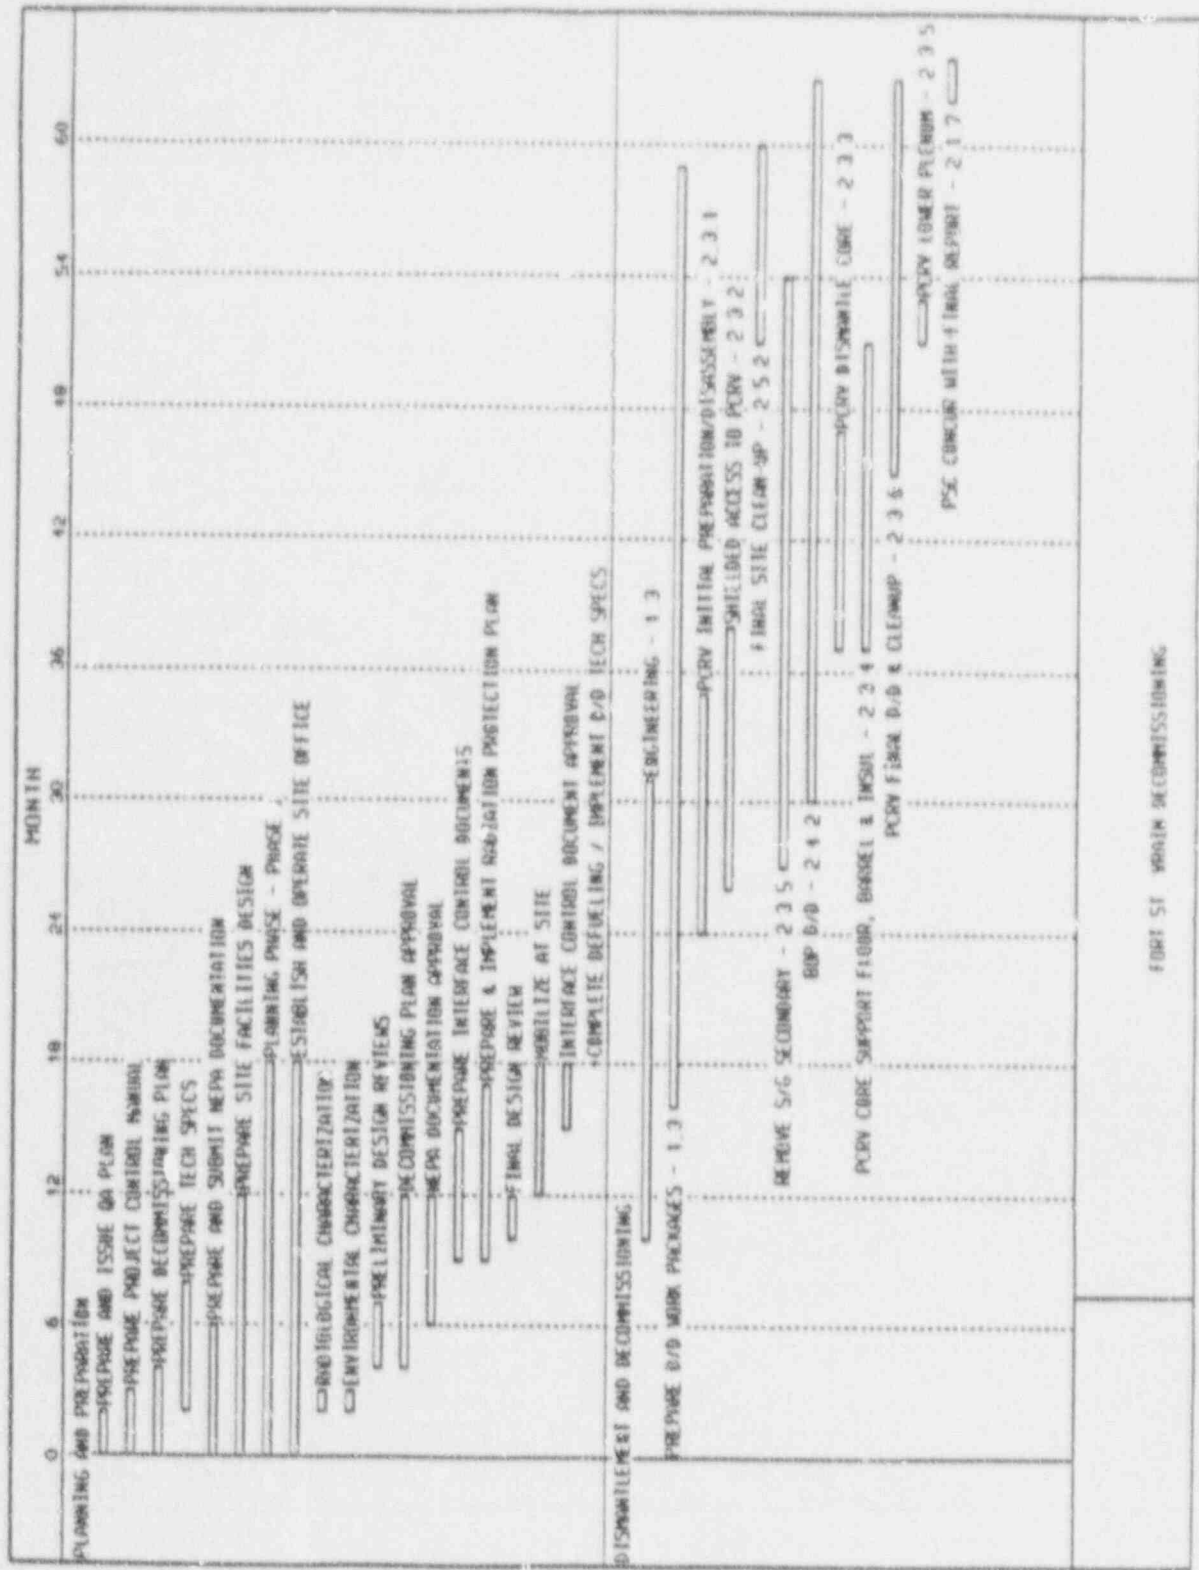 MONTH
0 6 12 18 24 30 36 42 48 54 60
PLANNING AND PREPARATION
PREPARE AND ISSUE QA PLAN
PREPARE PROJECT CONTROL MANUAL
PREPARE DECOMMISSIONING PLAN
PREPARE TECH SPECS
PREPARE AND SUBMIT NEPA DOCUMENTATION
PREPARE SITE FACILITIES DESIGN
PLANNING PHASE - PHASE
ESTABLISH AND OPERATE SITE OFFICE
RADIOLOGICAL CHARACTERIZATION
ENVIRONMENTAL CHARACTERIZATION
PRELIMINARY DESIGN REVIEWS
DECOMMISSIONING PLAN APPROVAL
NEPA DOCUMENTATION APPROVAL
PREPARE INTERFACE CONTROL DOCUMENTS
PREPARE & IMPLEMENT RADIATION PROTECTION PLAN
FINAL DESIGN REVIEW
MOBILIZE AT SITE
INTERFACE CONTROL DOCUMENT APPROVAL
COMPLETE DEFUELING / IMPLEMENT D/D TECH SPECS
DISMANTLEMENT AND DECOMMISSIONING
ENGINEERING - 1 3
PREPARE D/D WORK PACKAGES - 1 3
PCRV INITIAL PREPARATION/DISASSEMBLY - 2 3 1
SHIELDED ACCESS TO PCRV - 2 3 2
FINAL SITE CLEAN-UP - 2 5 2
REMOVE S/G SECONDARY - 2 3 5
BOP D/D - 2 4 2
PCRV DISMANTLE CORE - 2 3 3
PCRV CORE SUPPORT FLOOR, BARREL & INSUL - 2 3 4
PCRV FINAL D/D & CLEANUP - 2 3 6
PCRV LOWER PLENUM - 2 3 5
PSC CONCUR WITH FINAL REPORT - 2 1 7
FORT ST VRAIN DECOMMISSIONING